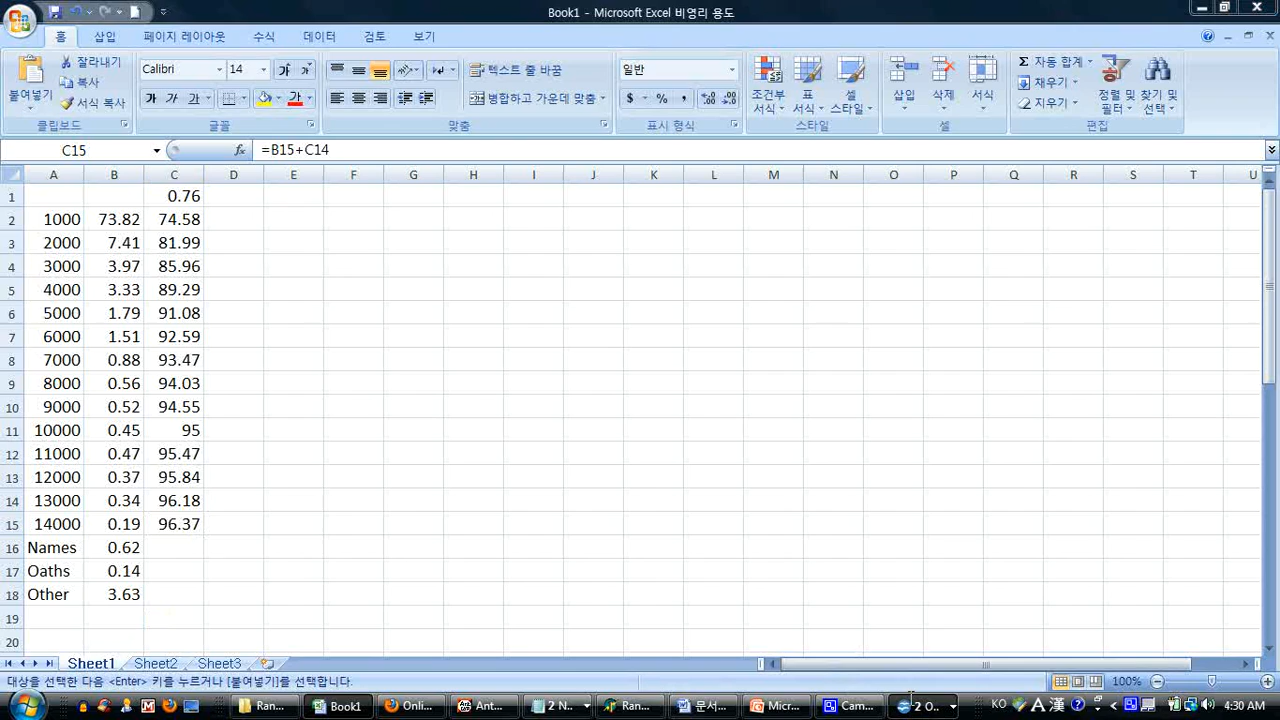 Book1 - Microsoft Excel 비영리 용도
홈 삽입 페이지 레이아웃 수식 데이터 검토 보기
붙여넣기 잘라내기 복사 서식 복사
클립보드
Calibri 14
가 가 가 가
글꼴
텍스트 줄 바꿈
병합하고 가운데 맞춤
맞춤
일반
$ % ,
표시 형식
조건부 서식 표 서식 셀 스타일
스타일
삽입 삭제 서식
셀
Σ 자동 합계
채우기
지우기
정렬 및 필터 찾기 및 선택
편집
C15 fx =B15+C14
A B C D E F G H I J K L M N O P Q R S T U
1 0.76
2 1000 73.82 74.58
3 2000 7.41 81.99
4 3000 3.97 85.96
5 4000 3.33 89.29
6 5000 1.79 91.08
7 6000 1.51 92.59
8 7000 0.88 93.47
9 8000 0.56 94.03
10 9000 0.52 94.55
11 10000 0.45 95
12 11000 0.47 95.47
13 12000 0.37 95.84
14 13000 0.34 96.18
15 14000 0.19 96.37
16 Names 0.62
17 Oaths 0.14
18 Other 3.63
19
20
Sheet1 Sheet2 Sheet3
대상을 선택한 다음 <Enter> 키를 누르거나 [붙여넣기]를 선택합니다. 100%
Ran... Book1 Onli... Ant... 2 N... Ran... 문서... Micr... Cam... 2 O... KO A 漢 4:30 AM